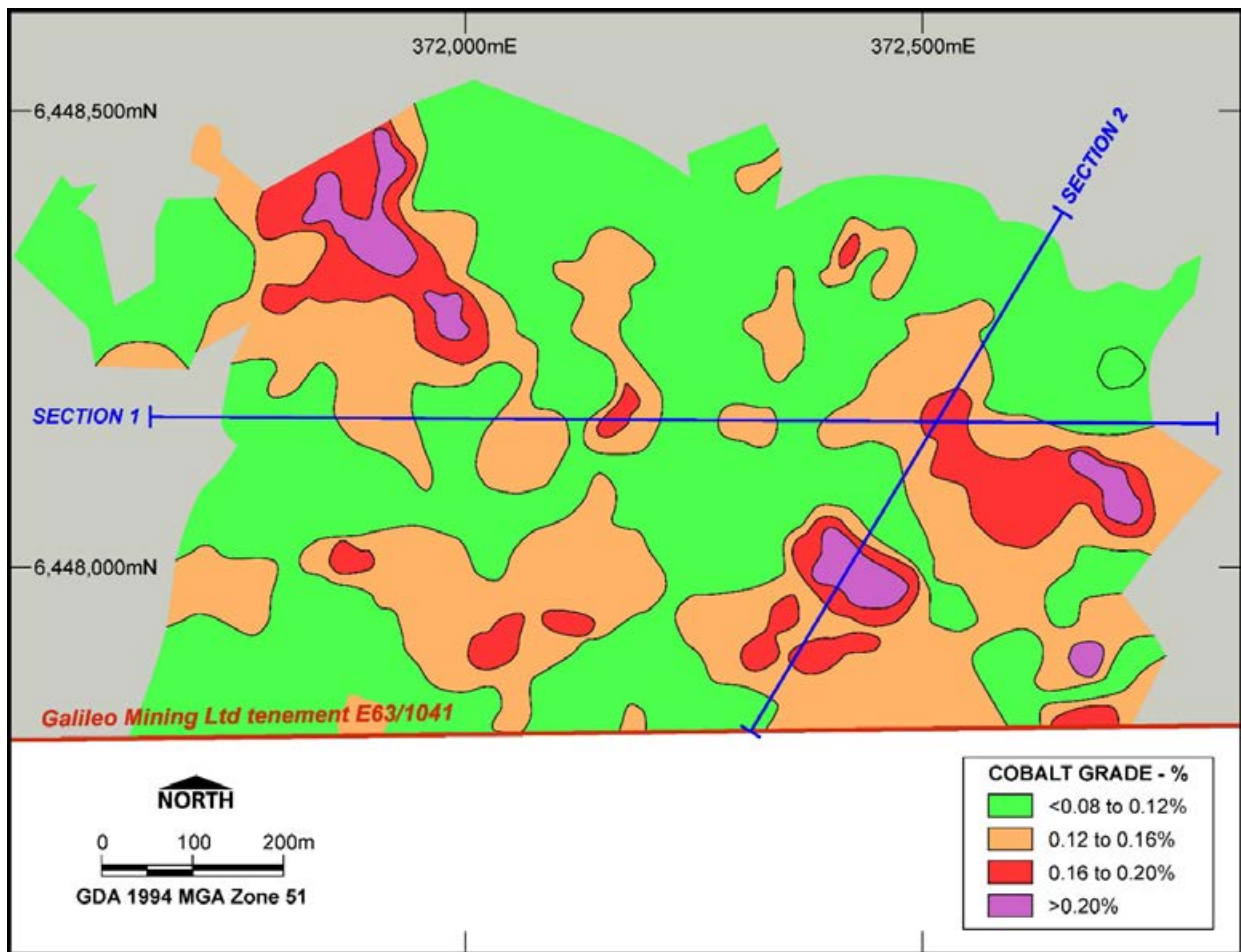 372,000mE
372,500mE
6,448,500mN
SECTION 2
SECTION 1
6,448,000mN
Galileo Mining Ltd tenement E63/1041
NORTH
0 100 200m
GDA 1994 MGA Zone 51
COBALT GRADE - %
<0.08 to 0.12%
0.12 to 0.16%
0.16 to 0.20%
>0.20%